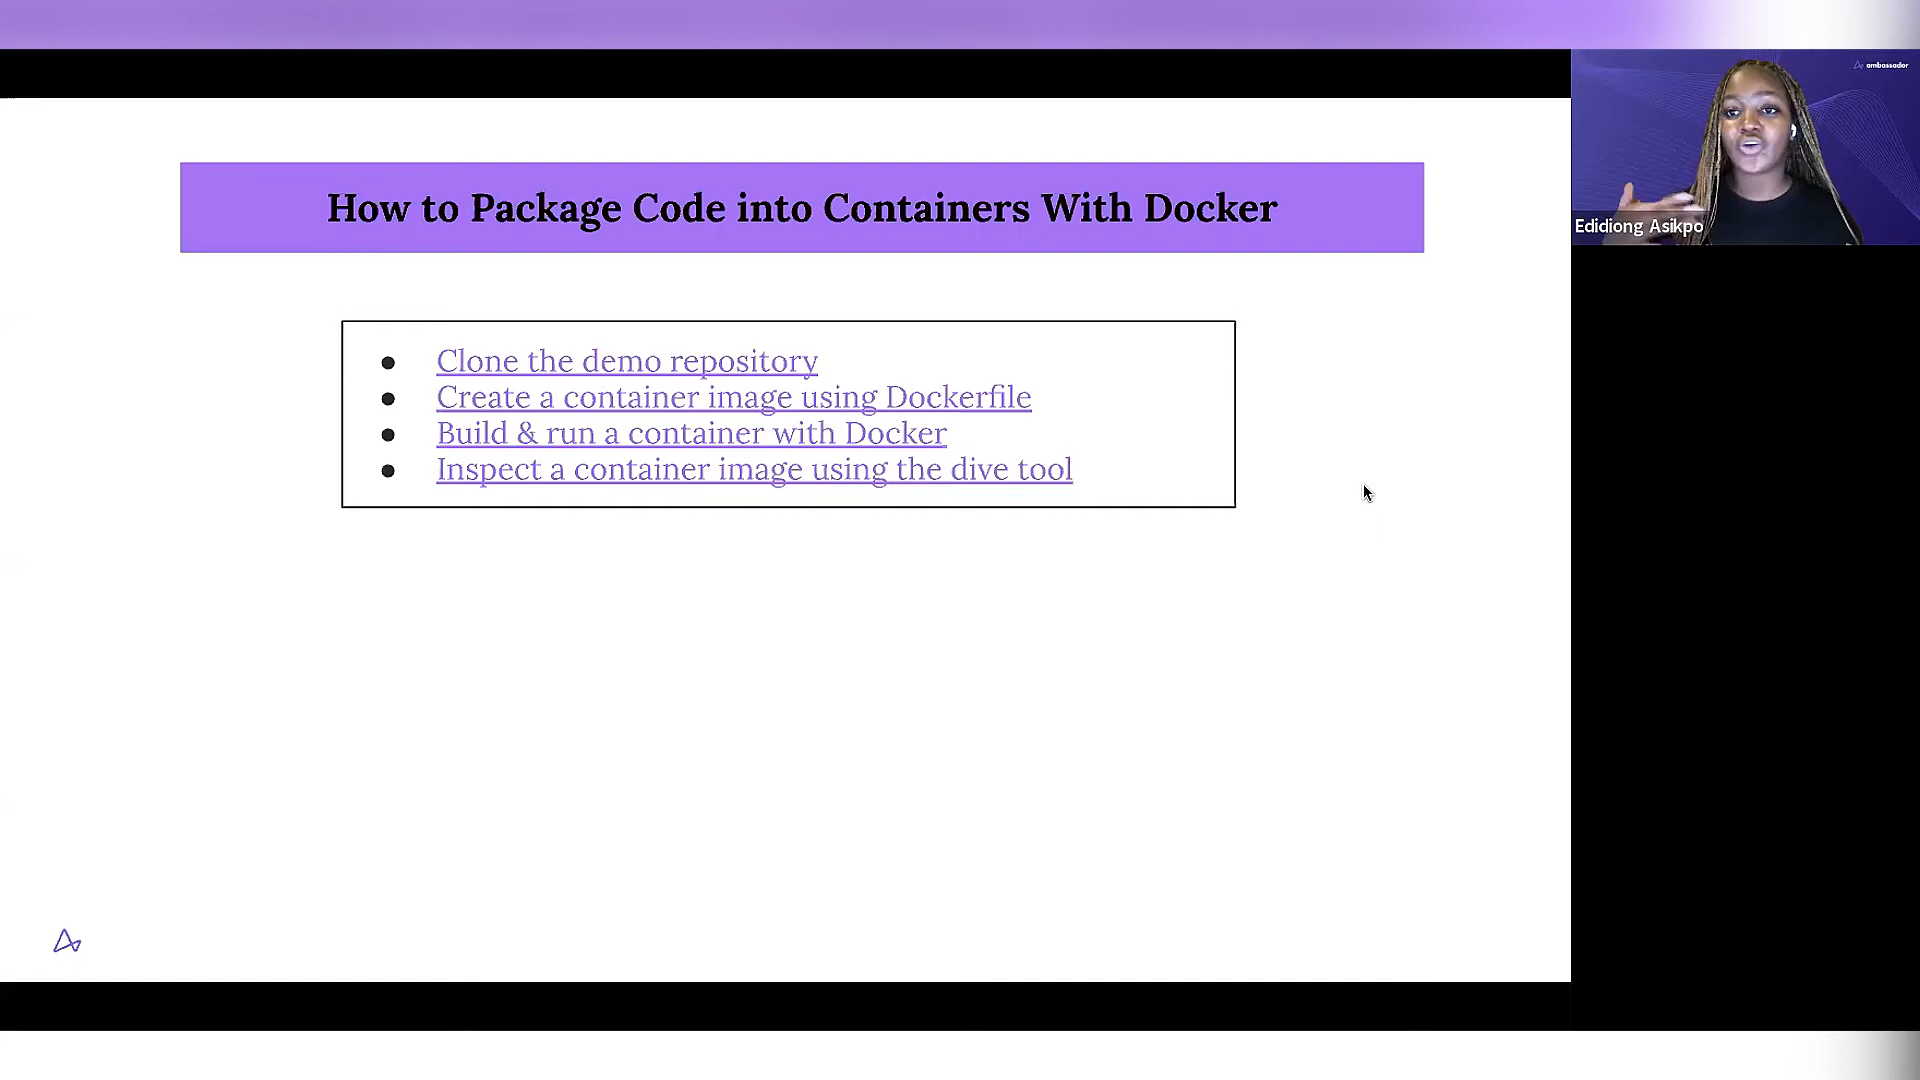 ambassador
Edidiong Asikpo
How to Package Code into Containers With Docker
Clone the demo repository
Create a container image using Dockerfile
Build & run a container with Docker
Inspect a container image using the dive tool